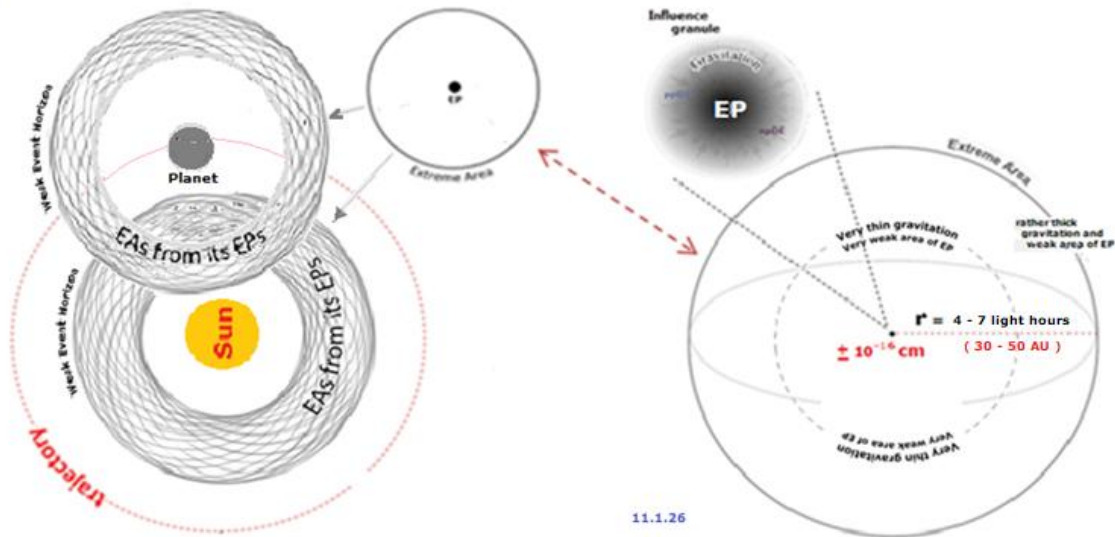 Weak Event Horizon
Planet
EAs from its EPs
Weak Event Horizon
Sun
EAs from its EPs
trajectory
EP
Extreme Area
Influence
granule
Gravitation
EP
Extreme Area
rather thick
gravitation and
weak area of EP
Very thin gravitation
Very weak area of EP
r = 4 - 7 light hours
( 30 - 50 AU )
± 10⁻¹⁶ cm
Very weak area of EP
Very thin gravitation
11.1.26